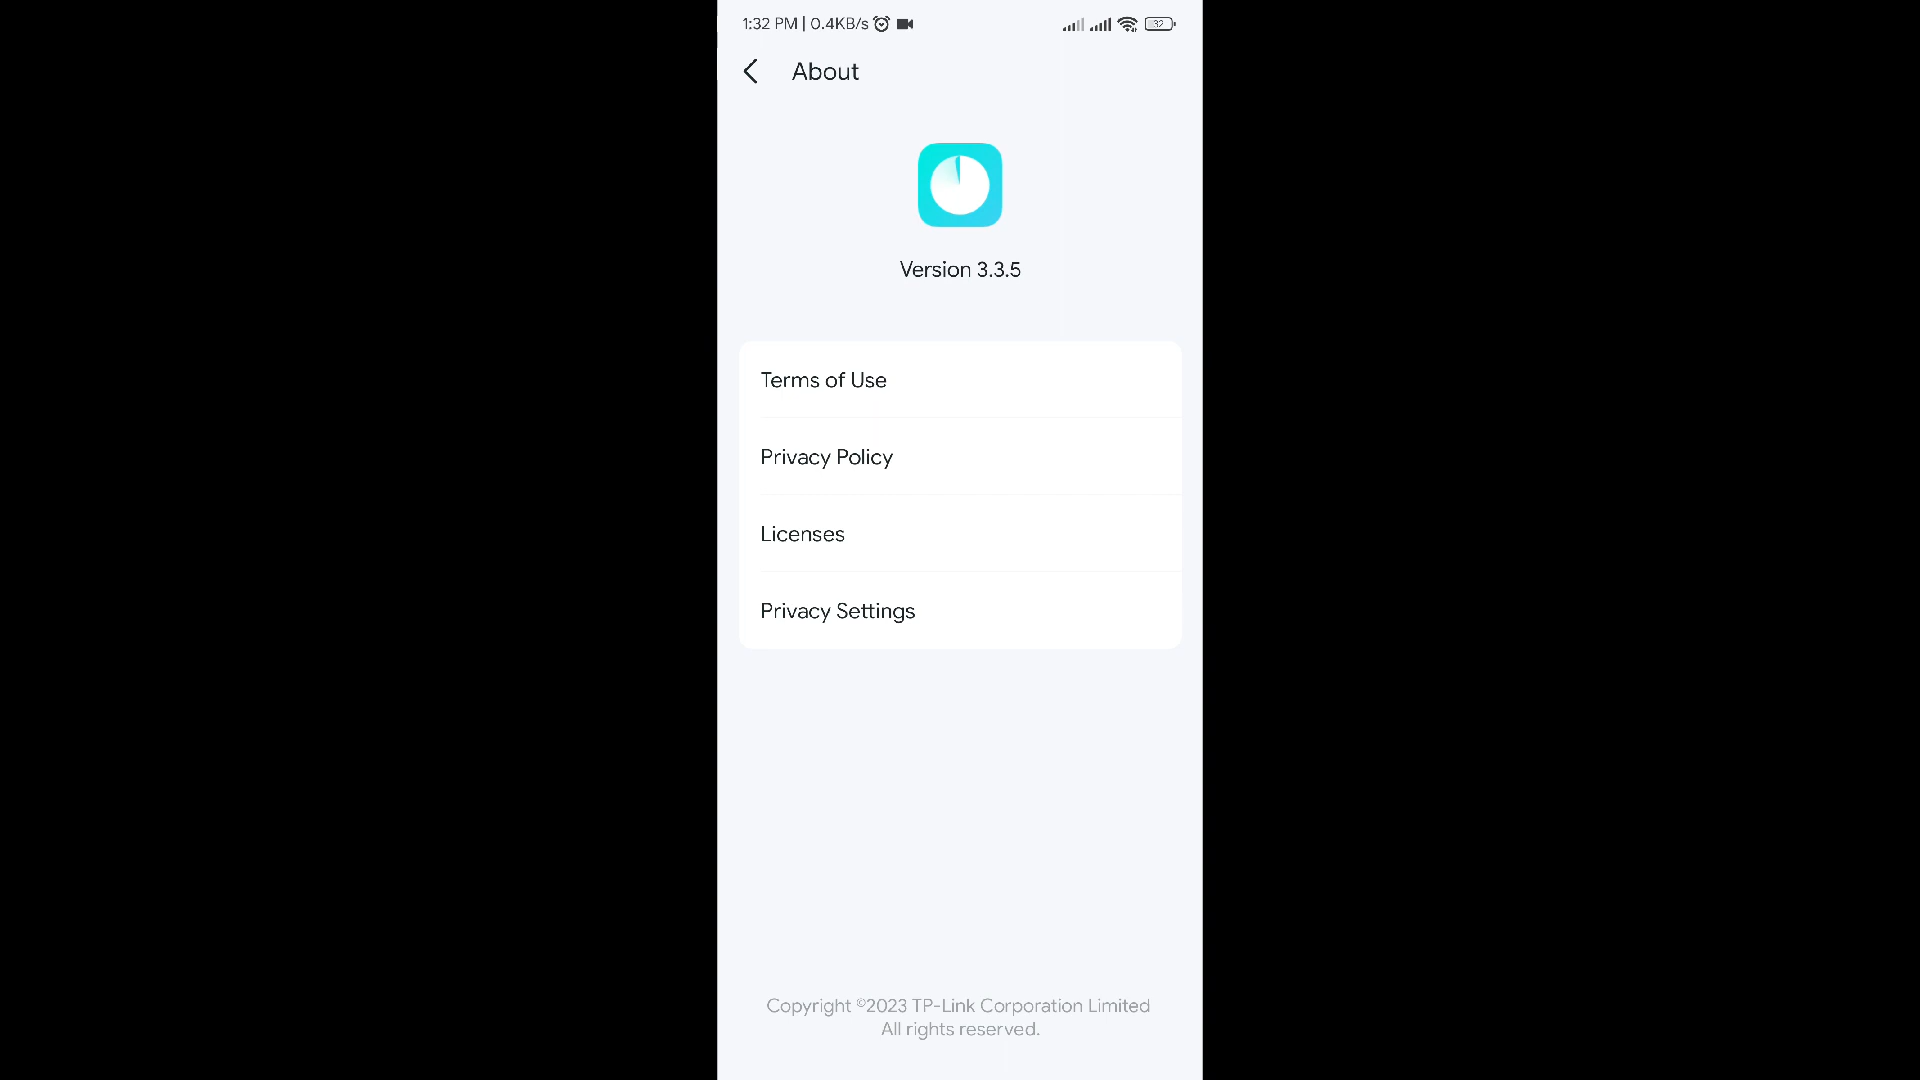 1:32 PM | 0.4KB/s
32
About
Version 3.3.5
Terms of Use
Privacy Policy
Licenses
Privacy Settings
Copyright ©2023 TP-Link Corporation Limited
All rights reserved.